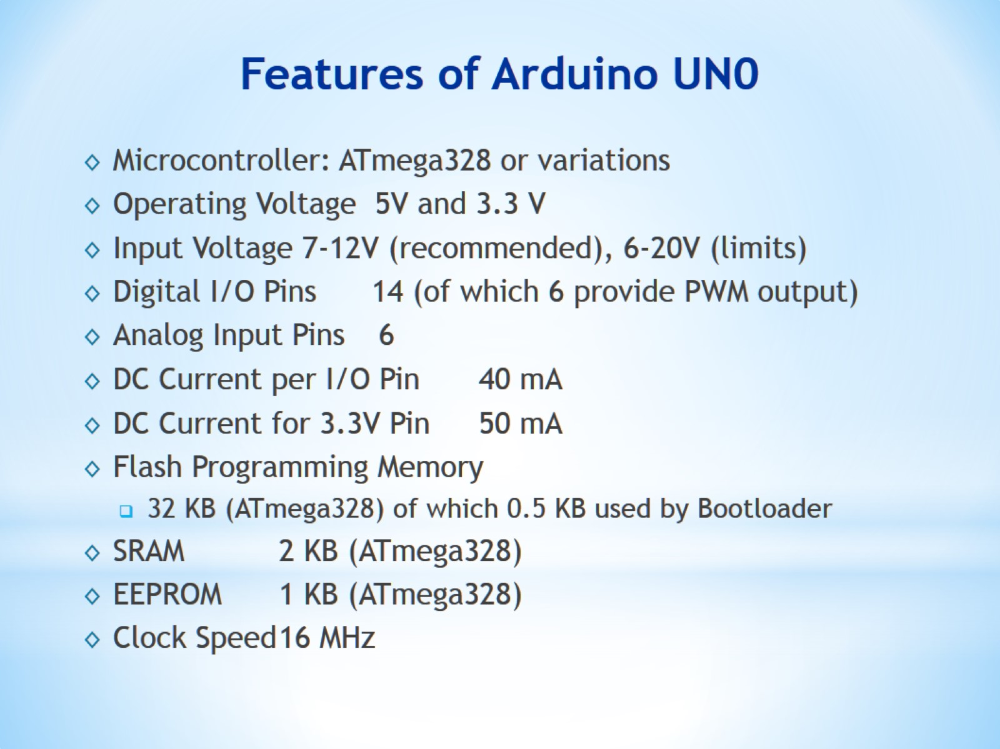 Features of Arduino UN0
Microcontroller: ATmega328 or variations
Operating Voltage 5V and 3.3 V
Input Voltage 7-12V (recommended), 6-20V (limits)
Digital I/O Pins 14 (of which 6 provide PWM output)
Analog Input Pins 6
DC Current per I/O Pin 40 mA
DC Current for 3.3V Pin 50 mA
Flash Programming Memory
32 KB (ATmega328) of which 0.5 KB used by Bootloader
SRAM 2 KB (ATmega328)
EEPROM 1 KB (ATmega328)
Clock Speed 16 MHz